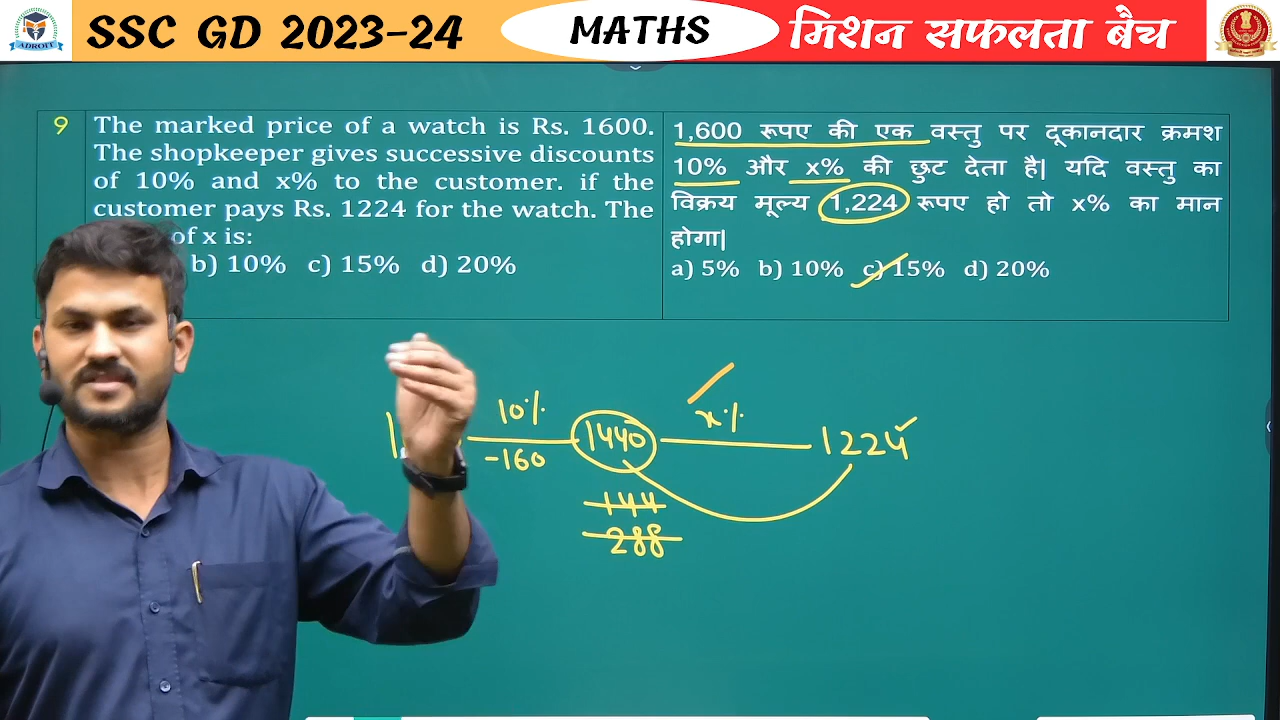 SSC GD 2023-24
MATHS
मिशन सफलता बैच
ADROIT
9
The marked price of a watch is Rs. 1600.
The shopkeeper gives successive discounts
of 10% and x% to the customer. if the
customer pays Rs. 1224 for the watch. The
of x is:
b) 10% c) 15% d) 20%
1,600 रूपए की एक वस्तु पर दूकानदार क्रमश
10% और x% की छुट देता है| यदि वस्तु का
विक्रय मूल्य 1,224 रूपए हो तो x% का मान
होगा|
a) 5% b) 10% c) 15% d) 20%
10%
-160
1440
x%
1224
144
288